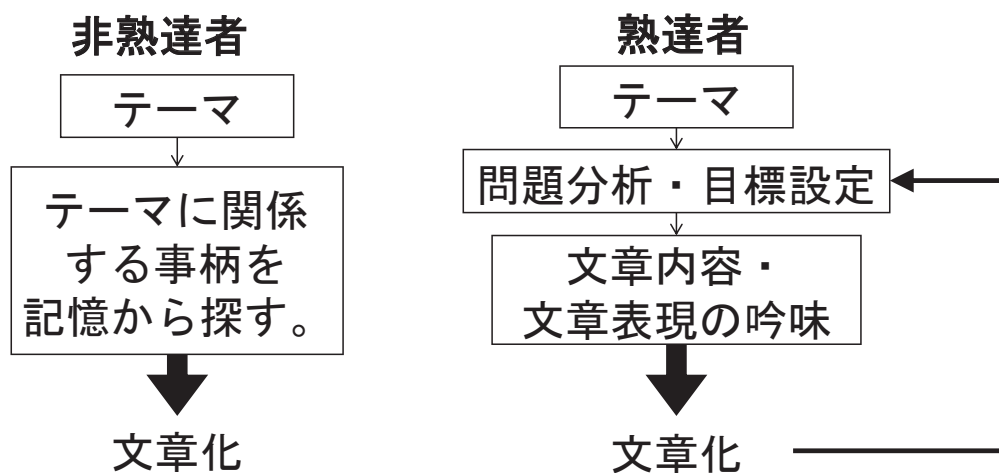 非熟達者
テーマ
テーマに関係
する事柄を
記憶から探す。
文章化
熟達者
テーマ
問題分析・目標設定
文章内容・
文章表現の吟味
文章化